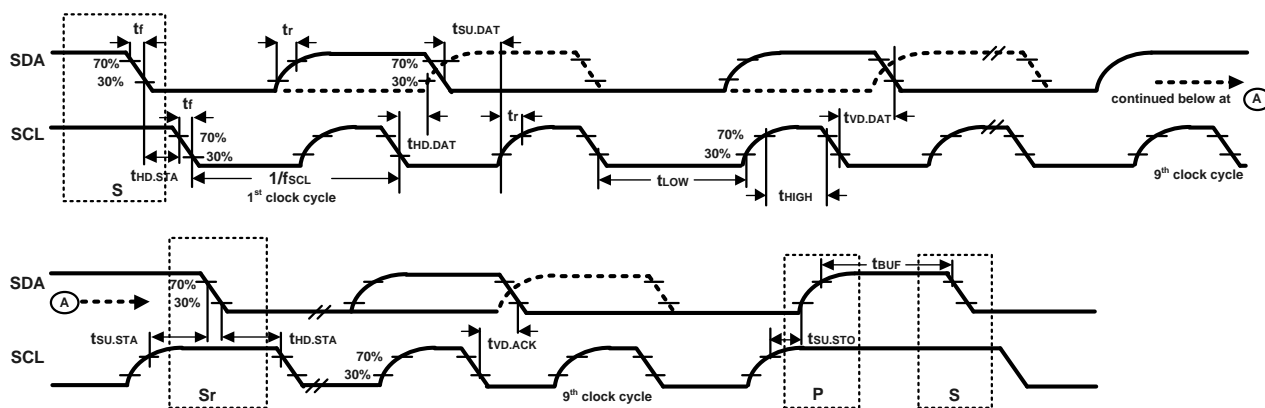 tf
tr
tSU.DAT
SDA
70%
30%
70%
30%
continued below at A
tf
tr
tHD.DAT
tVD.DAT
SCL
70%
30%
70%
30%
tHD.STA
1/fSCL
tLOW
tHIGH
S
1st clock cycle
9th clock cycle
tBUF
SDA
70%
30%
A
tSU.STA
tHD.STA
tVD.ACK
tSU.STO
SCL
70%
30%
Sr
9th clock cycle
P
S